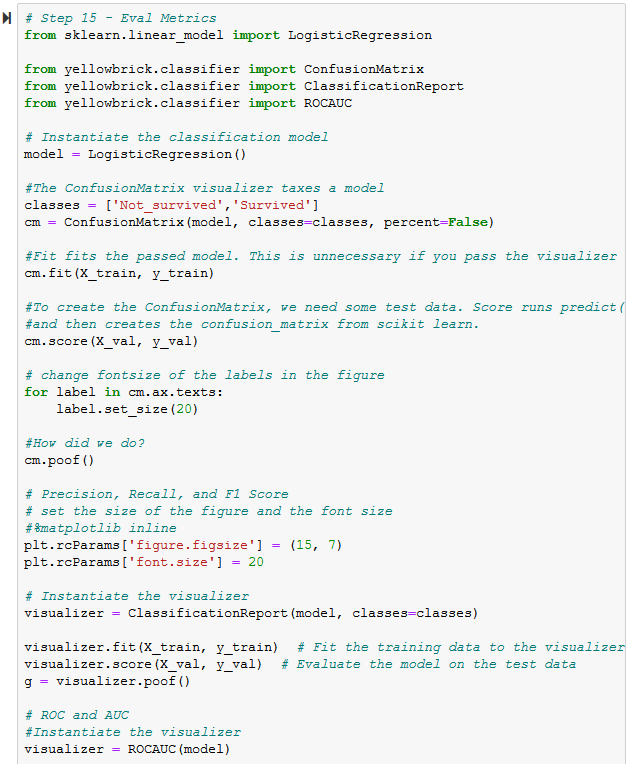 # Step 15 - Eval Metrics
from sklearn.linear_model import LogisticRegression
from yellowbrick.classifier import ConfusionMatrix
from yellowbrick.classifier import ClassificationReport
from yellowbrick.classifier import ROCAUC
# Instantiate the classification model
model = LogisticRegression()
#The ConfusionMatrix visualizer taxes a model
classes = ['Not_survived','Survived']
cm = ConfusionMatrix(model, classes=classes, percent=False)
#Fit fits the passed model. This is unnecessary if you pass the visualizer
cm.fit(X_train, y_train)
#To create the ConfusionMatrix, we need some test data. Score runs predict(
#and then creates the confusion_matrix from scikit learn.
cm.score(X_val, y_val)
# change fontsize of the labels in the figure
for label in cm.ax.texts:
    label.set_size(20)
#How did we do?
cm.poof()
# Precision, Recall, and F1 Score
# set the size of the figure and the font size
#%matplotlib inline
plt.rcParams['figure.figsize'] = (15, 7)
plt.rcParams['font.size'] = 20
# Instantiate the visualizer
visualizer = ClassificationReport(model, classes=classes)
visualizer.fit(X_train, y_train)  # Fit the training data to the visualizer
visualizer.score(X_val, y_val)  # Evaluate the model on the test data
g = visualizer.poof()
# ROC and AUC
#Instantiate the visualizer
visualizer = ROCAUC(model)